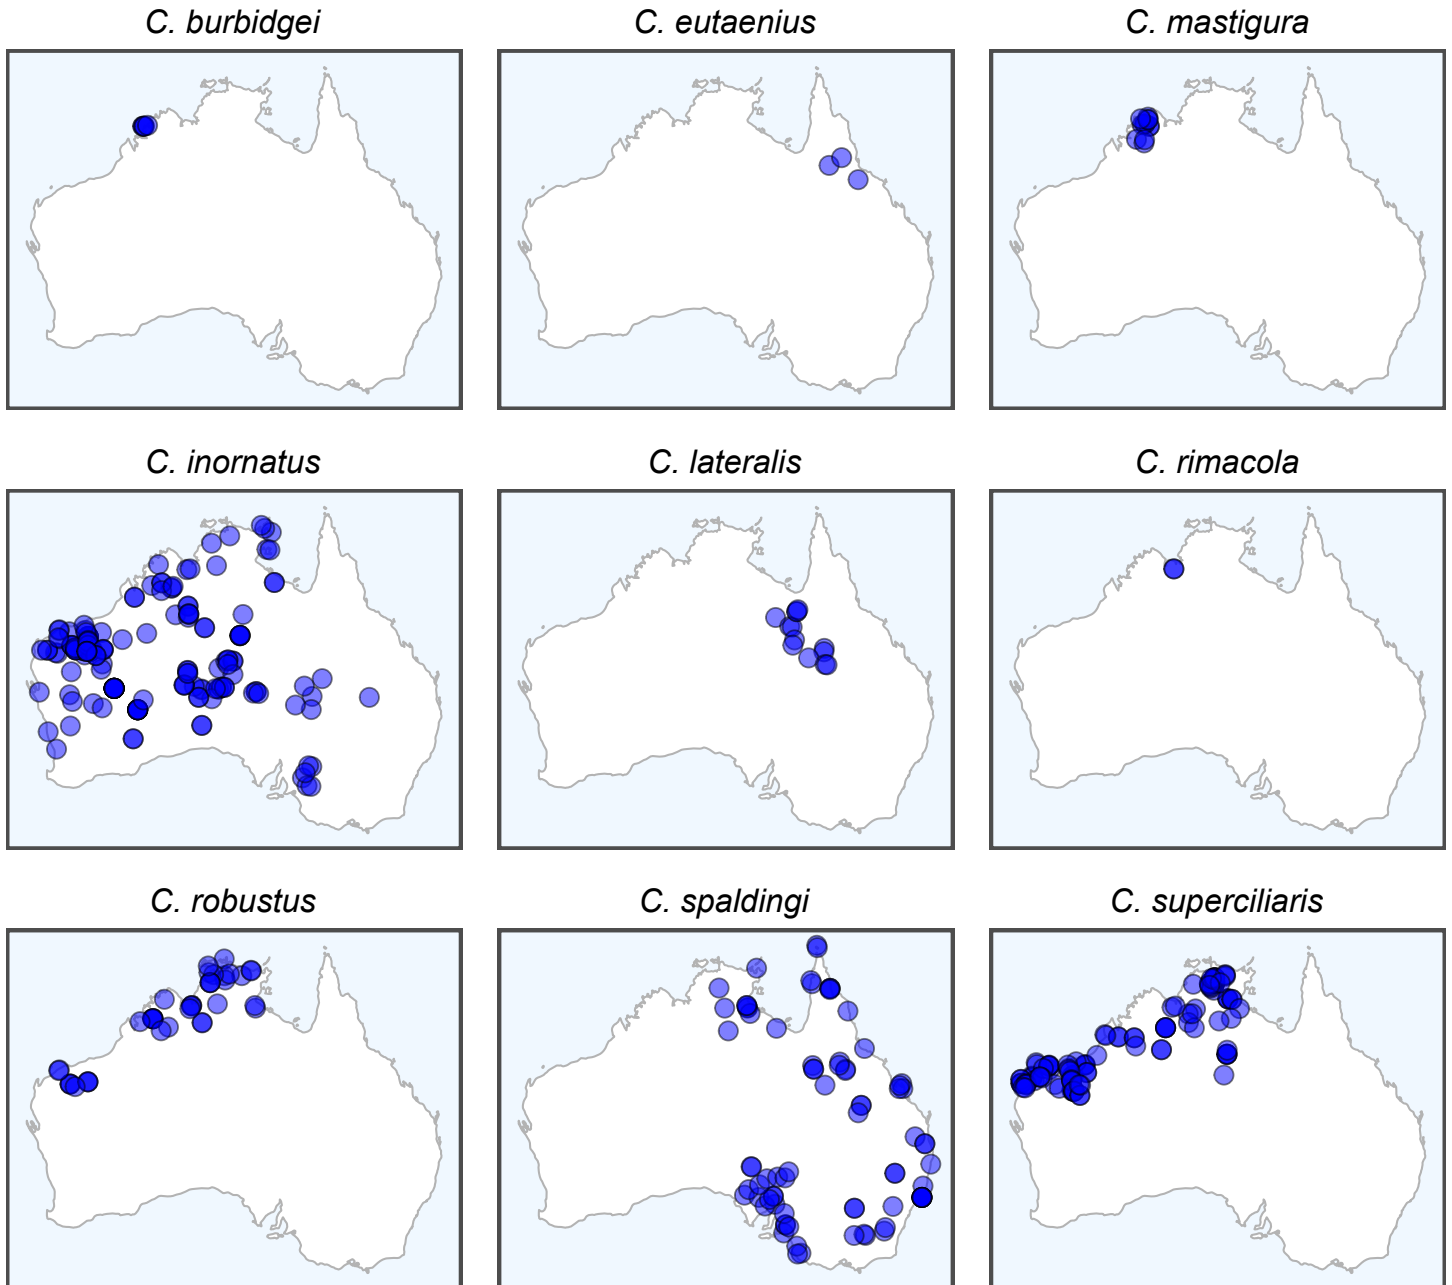 C. burbidgei
C. eutaenius
C. mastigura
C. inornatus
C. lateralis
C. rimacola
C. robustus
C. spaldingi
C. superciliaris